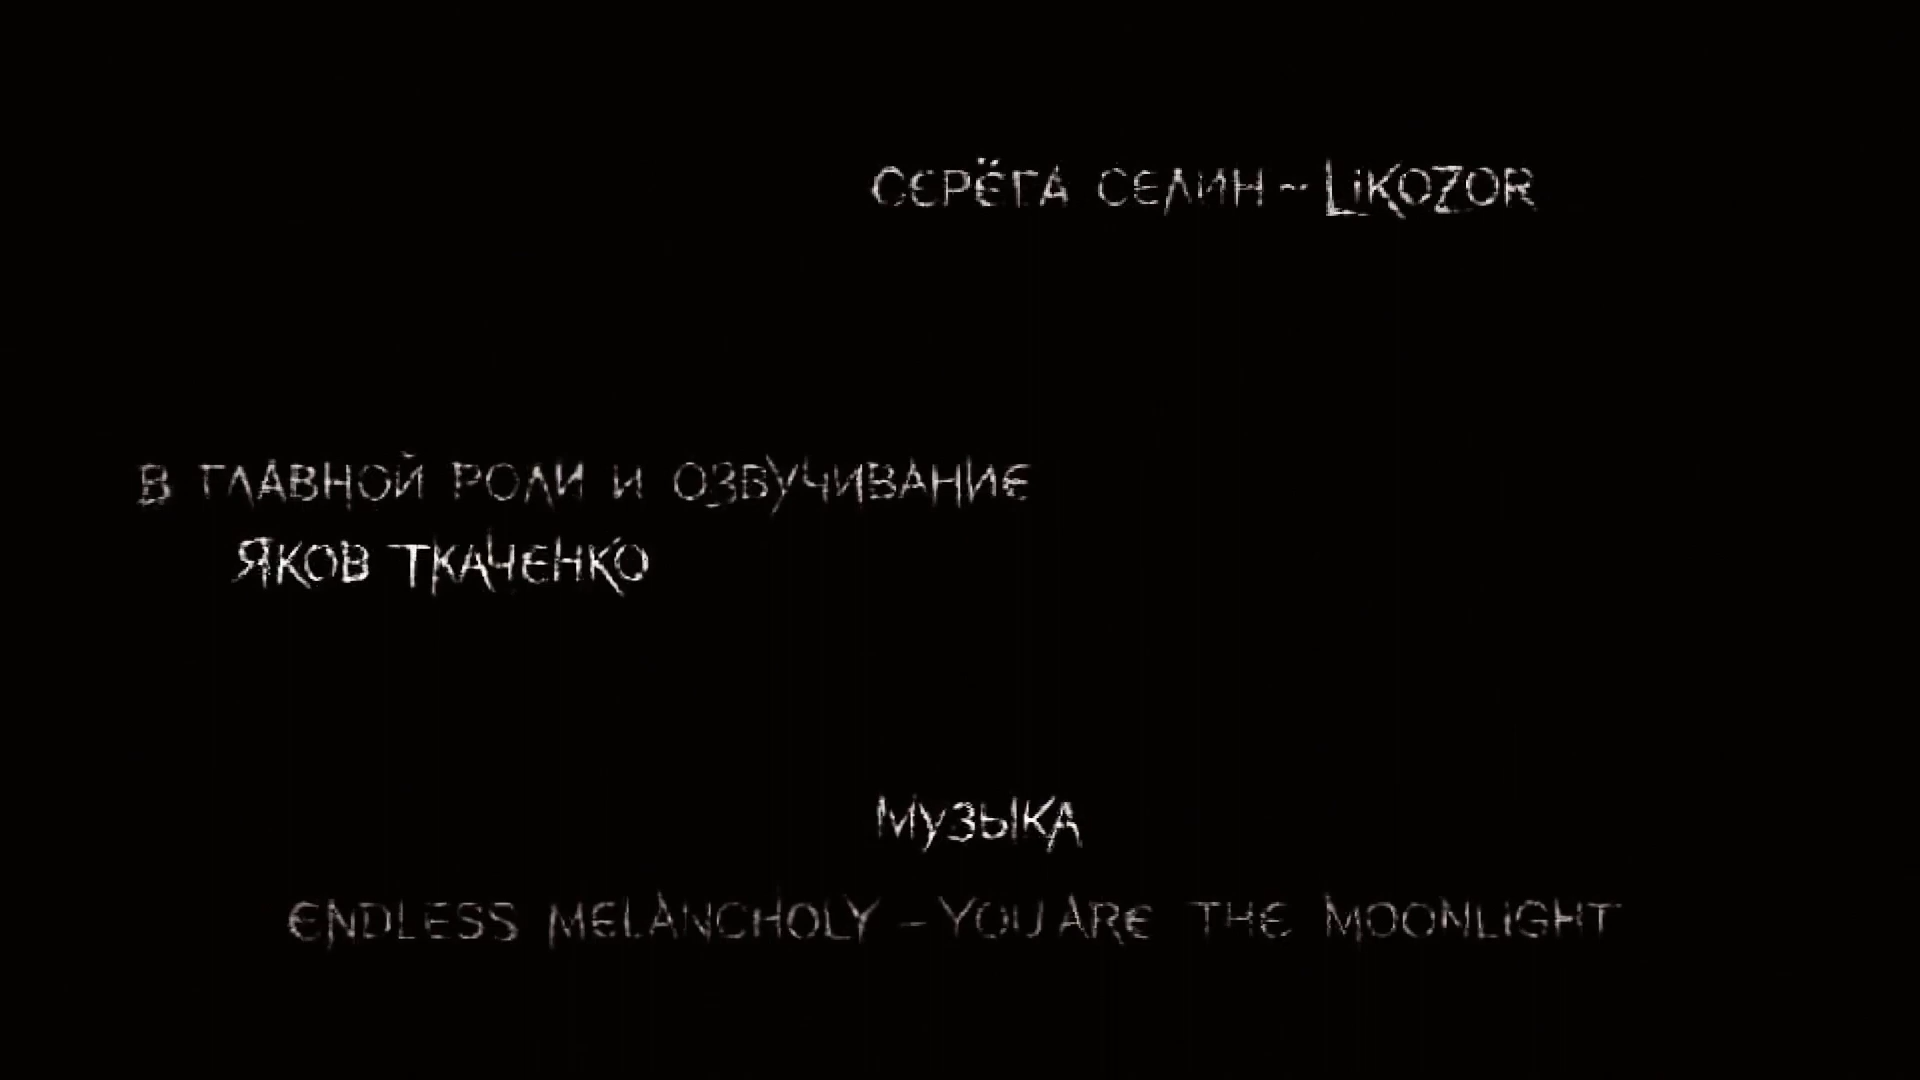 СЕРЁГА СЕЛИН ~ LiKOZOR
В ГЛАВНОЙ РОЛИ И ОЗВУЧИВАНИЕ
ЯКОВ ТКАЧЕНКО
МУЗЫКА
ENDLESS MELANCHOLY - YOU ARE THE MOONLiGHT